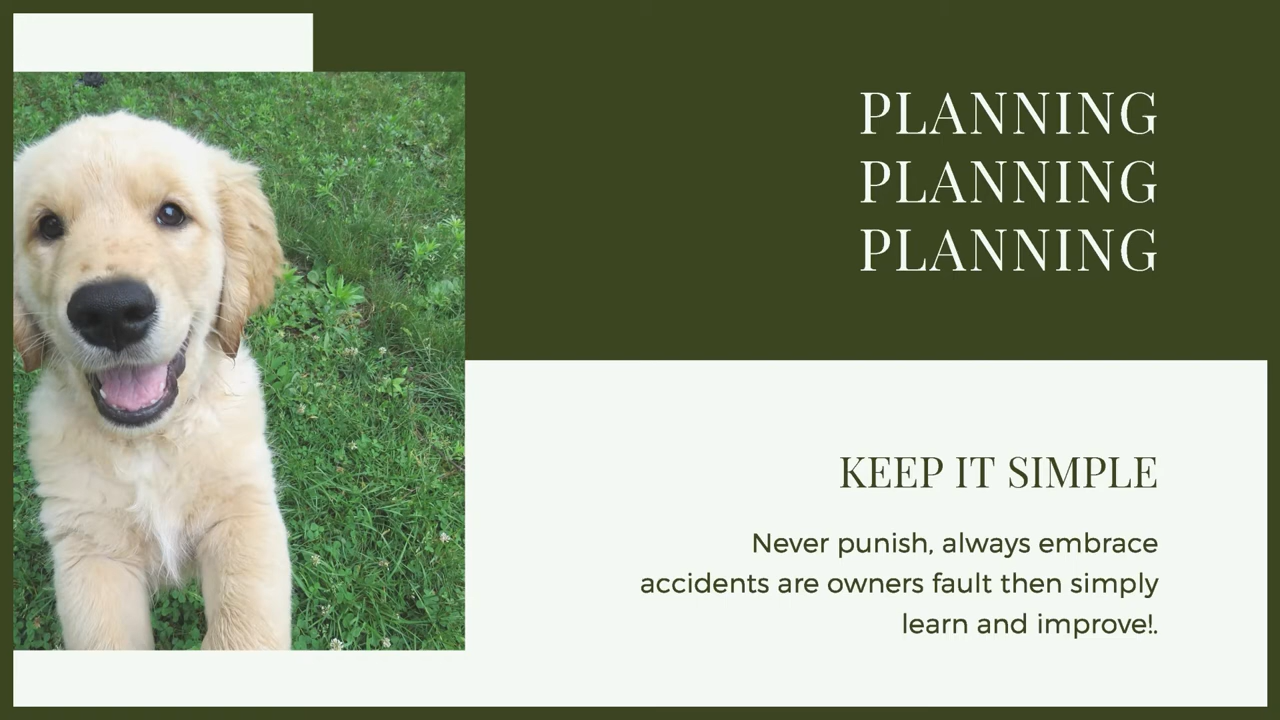 PLANNING
PLANNING
PLANNING
KEEP IT SIMPLE
Never punish, always embrace
accidents are owners fault then simply
learn and improve!.